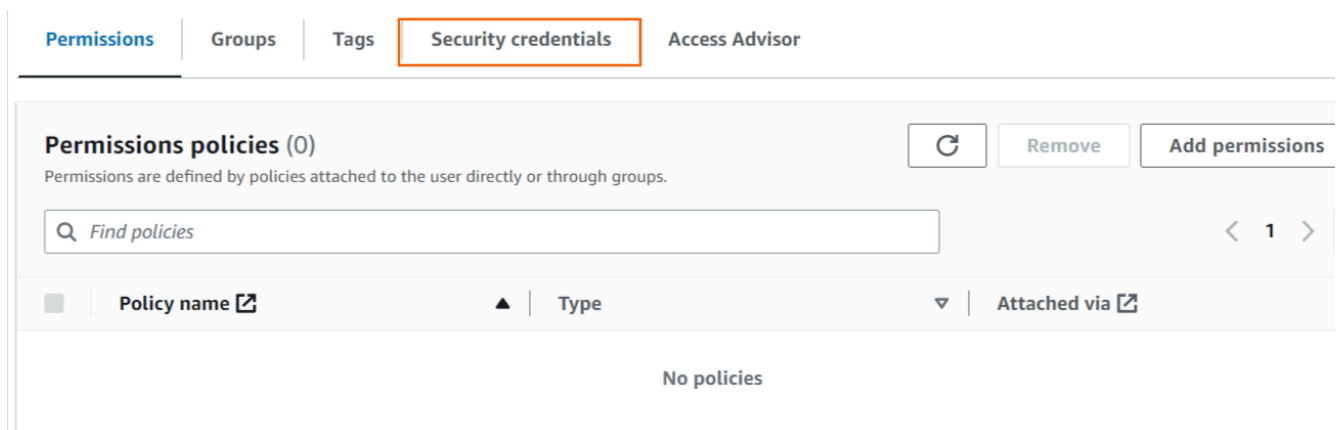 Permissions Groups Tags Security credentials Access Advisor
Permissions policies (0) Remove Add permissions
Permissions are defined by policies attached to the user directly or through groups.
Find policies 1
Policy name Type Attached via
No policies